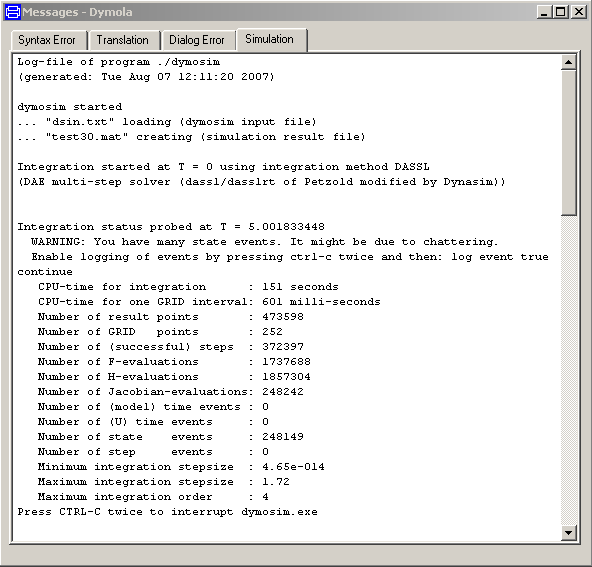 Messages - Dymola
Syntax Error Translation Dialog Error Simulation
Log-file of program ./dymosim
(generated: Tue Aug 07 12:11:20 2007)
dymosim started
... "dsin.txt" loading (dymosim input file)
... "test30.mat" creating (simulation result file)
Integration started at T = 0 using integration method DASSL
(DAE multi-step solver (dassl/dasslrt of Petzold modified by Dynasim))
Integration status probed at T = 5.001833448
WARNING: You have many state events. It might be due to chattering.
Enable logging of events by pressing ctrl-c twice and then: log event true
continue
CPU-time for integration : 151 seconds
CPU-time for one GRID interval: 601 milli-seconds
Number of result points : 473598
Number of GRID points : 252
Number of (successful) steps : 372397
Number of F-evaluations : 1737688
Number of H-evaluations : 1857304
Number of Jacobian-evaluations: 248242
Number of (model) time events : 0
Number of (U) time events : 0
Number of state events : 248149
Number of step events : 0
Minimum integration stepsize : 4.65e-014
Maximum integration stepsize : 1.72
Maximum integration order : 4
Press CTRL-C twice to interrupt dymosim.exe